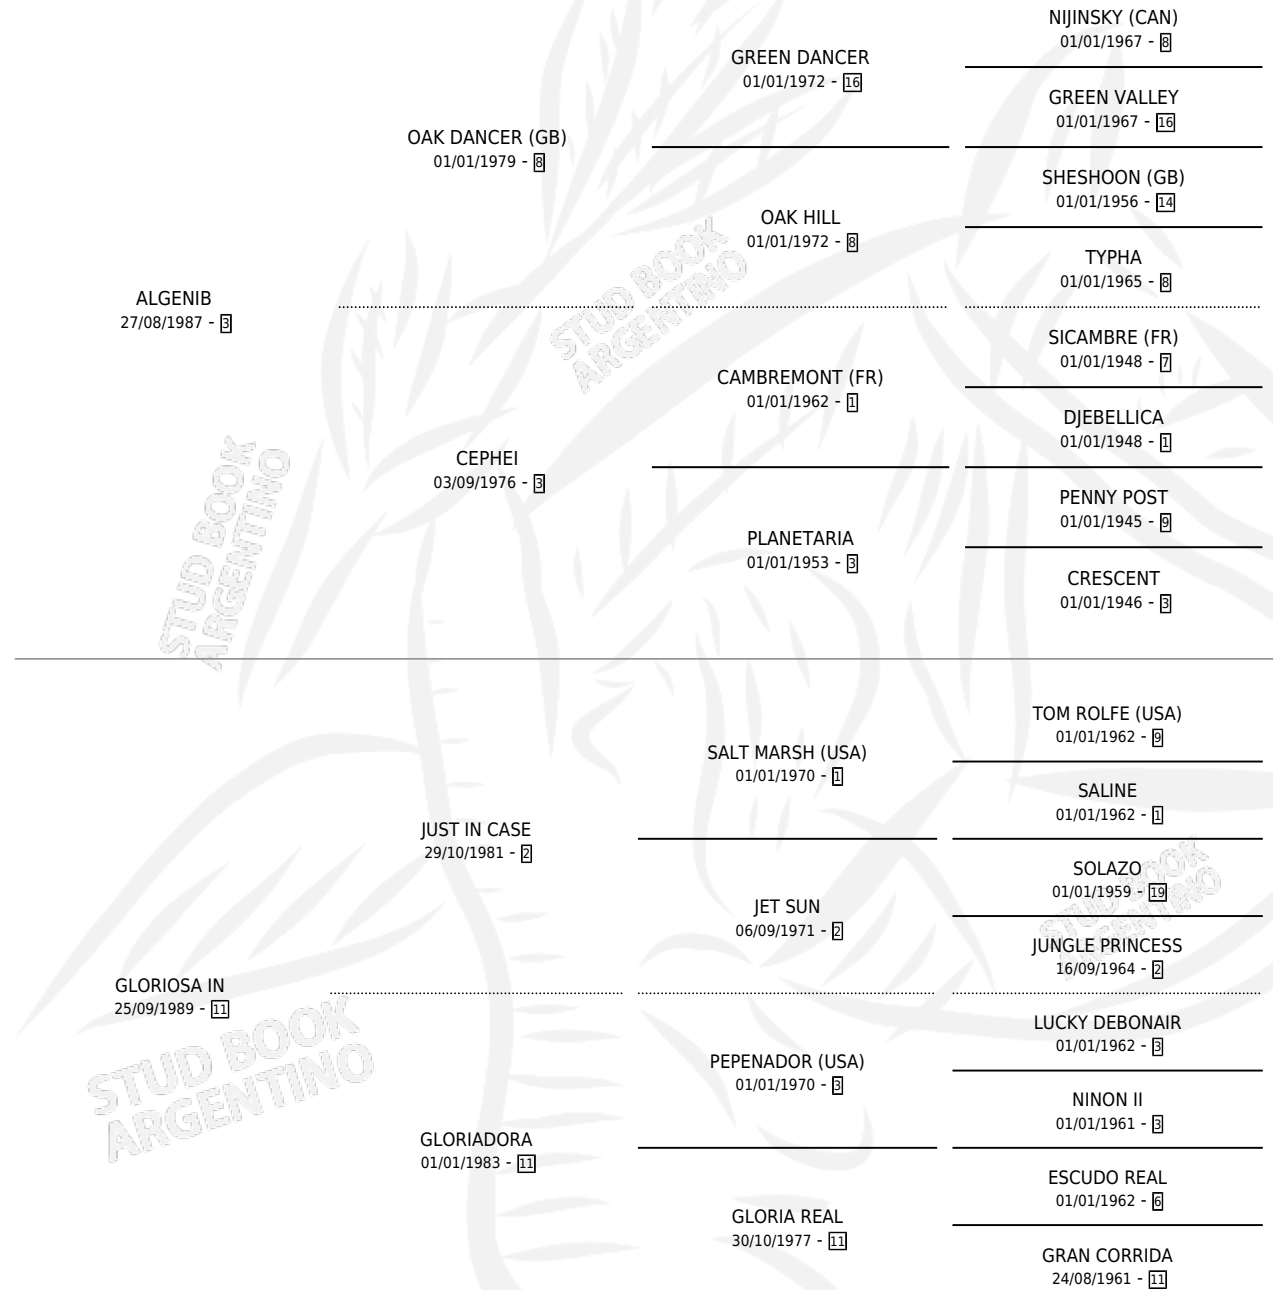 NIJINSKY (CAN)
01/01/1967 - 8
GREEN DANCER
01/01/1972 - 16
GREEN VALLEY
01/01/1967 - 16
OAK DANCER (GB)
01/01/1979 - 8
SHESHOON (GB)
01/01/1956 - 14
OAK HILL
01/01/1972 - 8
TYPHA
01/01/1965 - 8
ALGENIB
27/08/1987 - 3
STUD BOOK
ARGENTINO
SICAMBRE (FR)
01/01/1948 - 7
CAMBREMONT (FR)
01/01/1962 - 1
DJEBELLICA
01/01/1948 - 1
CEPHEI
03/09/1976 - 3
PENNY POST
01/01/1945 - 9
PLANETARIA
01/01/1953 - 3
CRESCENT
01/01/1946 - 3
STUD BOOK
ARGENTINO
TOM ROLFE (USA)
01/01/1962 - 9
SALT MARSH (USA)
01/01/1970 - 1
SALINE
01/01/1962 - 1
JUST IN CASE
29/10/1981 - 2
SOLAZO
01/01/1959 - 19
STUD BOOK
ARGENTINO
JET SUN
06/09/1971 - 2
JUNGLE PRINCESS
16/09/1964 - 2
GLORIOSA IN
25/09/1989 - 11
STUD BOOK
ARGENTINO
LUCKY DEBONAIR
01/01/1962 - 3
PEPENADOR (USA)
01/01/1970 - 3
NINON II
01/01/1961 - 3
GLORIADORA
01/01/1983 - 11
ESCUDO REAL
01/01/1962 - 6
GLORIA REAL
30/10/1977 - 11
GRAN CORRIDA
24/08/1961 - 11